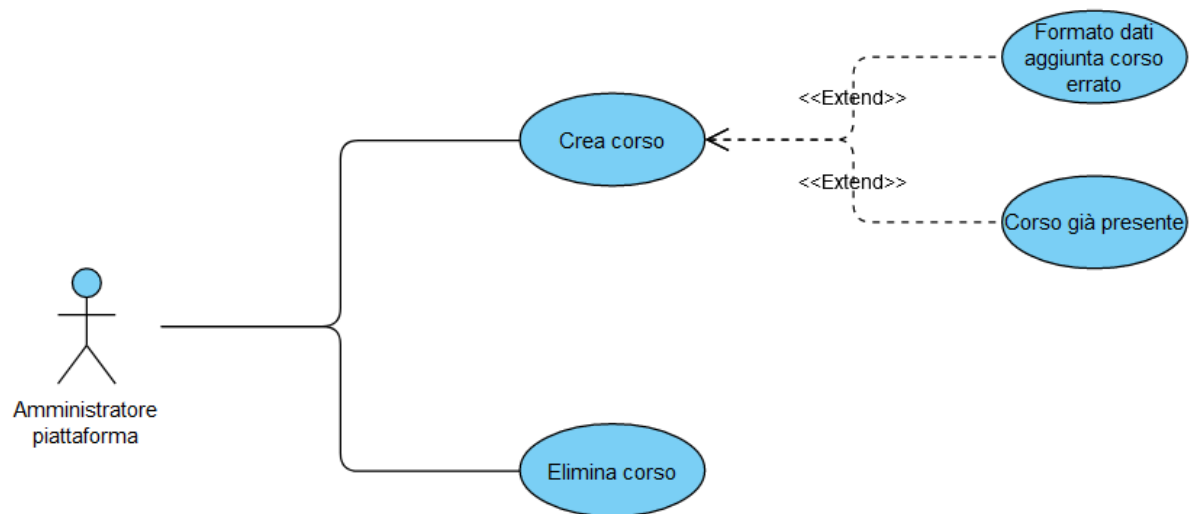 Formato dati
aggiunta corso
errato
<<Extend>>
Crea corso
<<Extend>>
Corso già presente
Amministratore
piattaforma
Elimina corso